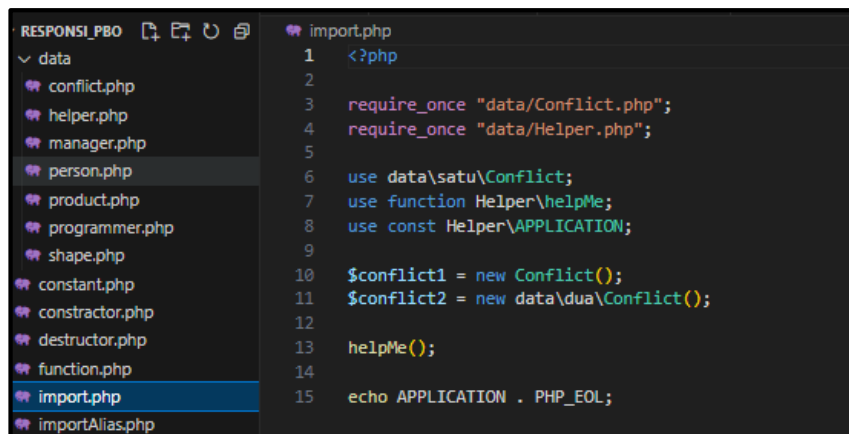 RESPONSI_PBO
data
conflict.php
helper.php
manager.php
person.php
product.php
programmer.php
shape.php
constant.php
constractor.php
destructor.php
function.php
import.php
importAlias.php
import.php
1 <?php
2
3 require_once "data/Conflict.php";
4 require_once "data/Helper.php";
5
6 use data\satu\Conflict;
7 use function Helper\helpMe;
8 use const Helper\APPLICATION;
9
10 $conflict1 = new Conflict();
11 $conflict2 = new data\dua\Conflict();
12
13 helpMe();
14
15 echo APPLICATION . PHP_EOL;